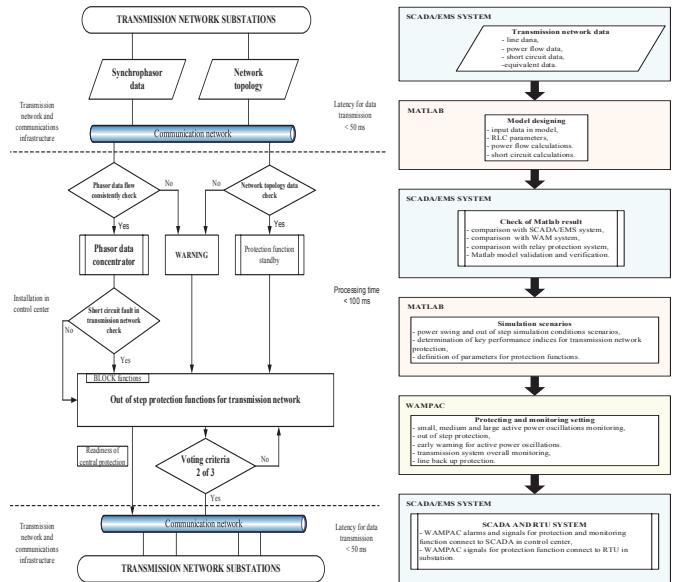 TRANSMISSION NETWORK SUBSTATIONS
Synchrophasor
data
Network
topology
Transmission
network and
communications
infrastructure
Latency for data
transmission
< 50 ms
Communication network
Phasor data flow
consistently check
No
No
Network topology data
check
Yes
Yes
Phasor data
concentrator
WARNING
Protection function
standby
Installation in
control center
Processing time
< 100 ms
Short circuit fault in
transmission network
check
No
Yes
BLOCK functions
Out of step protection functions for transmission network
Readiness of
central protection
Voting criteria
2 of 3
No
Yes
Transmission
network and
communications
infrastructure
Communication network
Latency for data
transmission
< 50 ms
TRANSMISSION NETWORK SUBSTATIONS
SCADA/EMS SYSTEM
Transmission network data
- line dana,
- power flow data,
- short circuit data,
-equivalent data.
MATLAB
Model designing
- input data in model,
- RLC parameters,
- power flow calculations.
- short circuit calculations.
SCADA/EMS SYSTEM
Check of Matlab result
- comparison with SCADA/EMS system,
- comparison with WAM system,
- comparison with relay protection system,
- Matlab model validation and verification.
MATLAB
Simulation scenarios
- power swing and out of step simulation conditions scenarios,
- determination of key performance indices for transmission network
protection,
- definition of parameters for protection functions.
WAMPAC
Protecting and monitoring setting
- small, medium and large active power oscillations monitoring,
- out of step protection,
- early warning for active power oscillations.
- transmission system overall monitoring,
- line back up protection.
SCADA/EMS SYSTEM
SCADA AND RTU SYSTEM
- WAMPAC alarms and signals for protection and monitoring
function connect to SCADA in control center,
- WAMPAC signals for protection function connect to RTU in
substation.